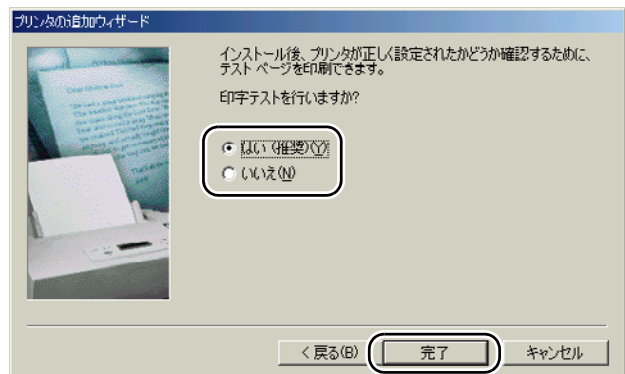 プリンタの追加ウィザード
インストール後、プリンタが正しく設定されたかどうか確認するために、
テスト ページを印刷できます。
印字テストを行いますか?
はい (推奨)(Y)
いいえ(N)
< 戻る(B)
完了
キャンセル